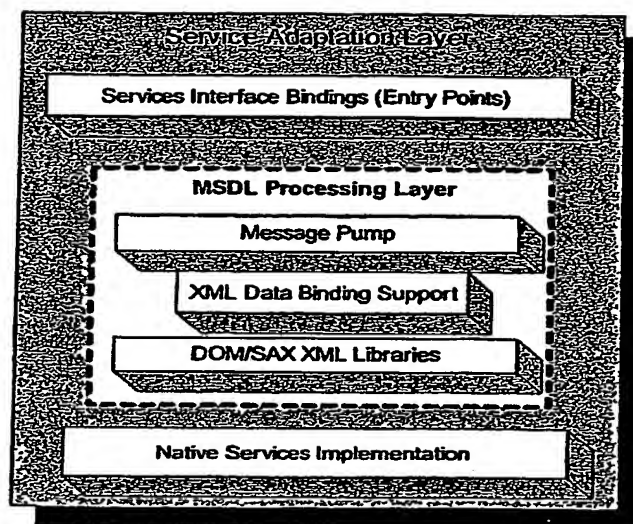 Service Adaptation Layer
Services Interface Bindings (Entry Points)
MSDL Processing Layer
Message Pump
XML Data Binding Support
DOM/SAX XML Libraries
Native Services Implementation